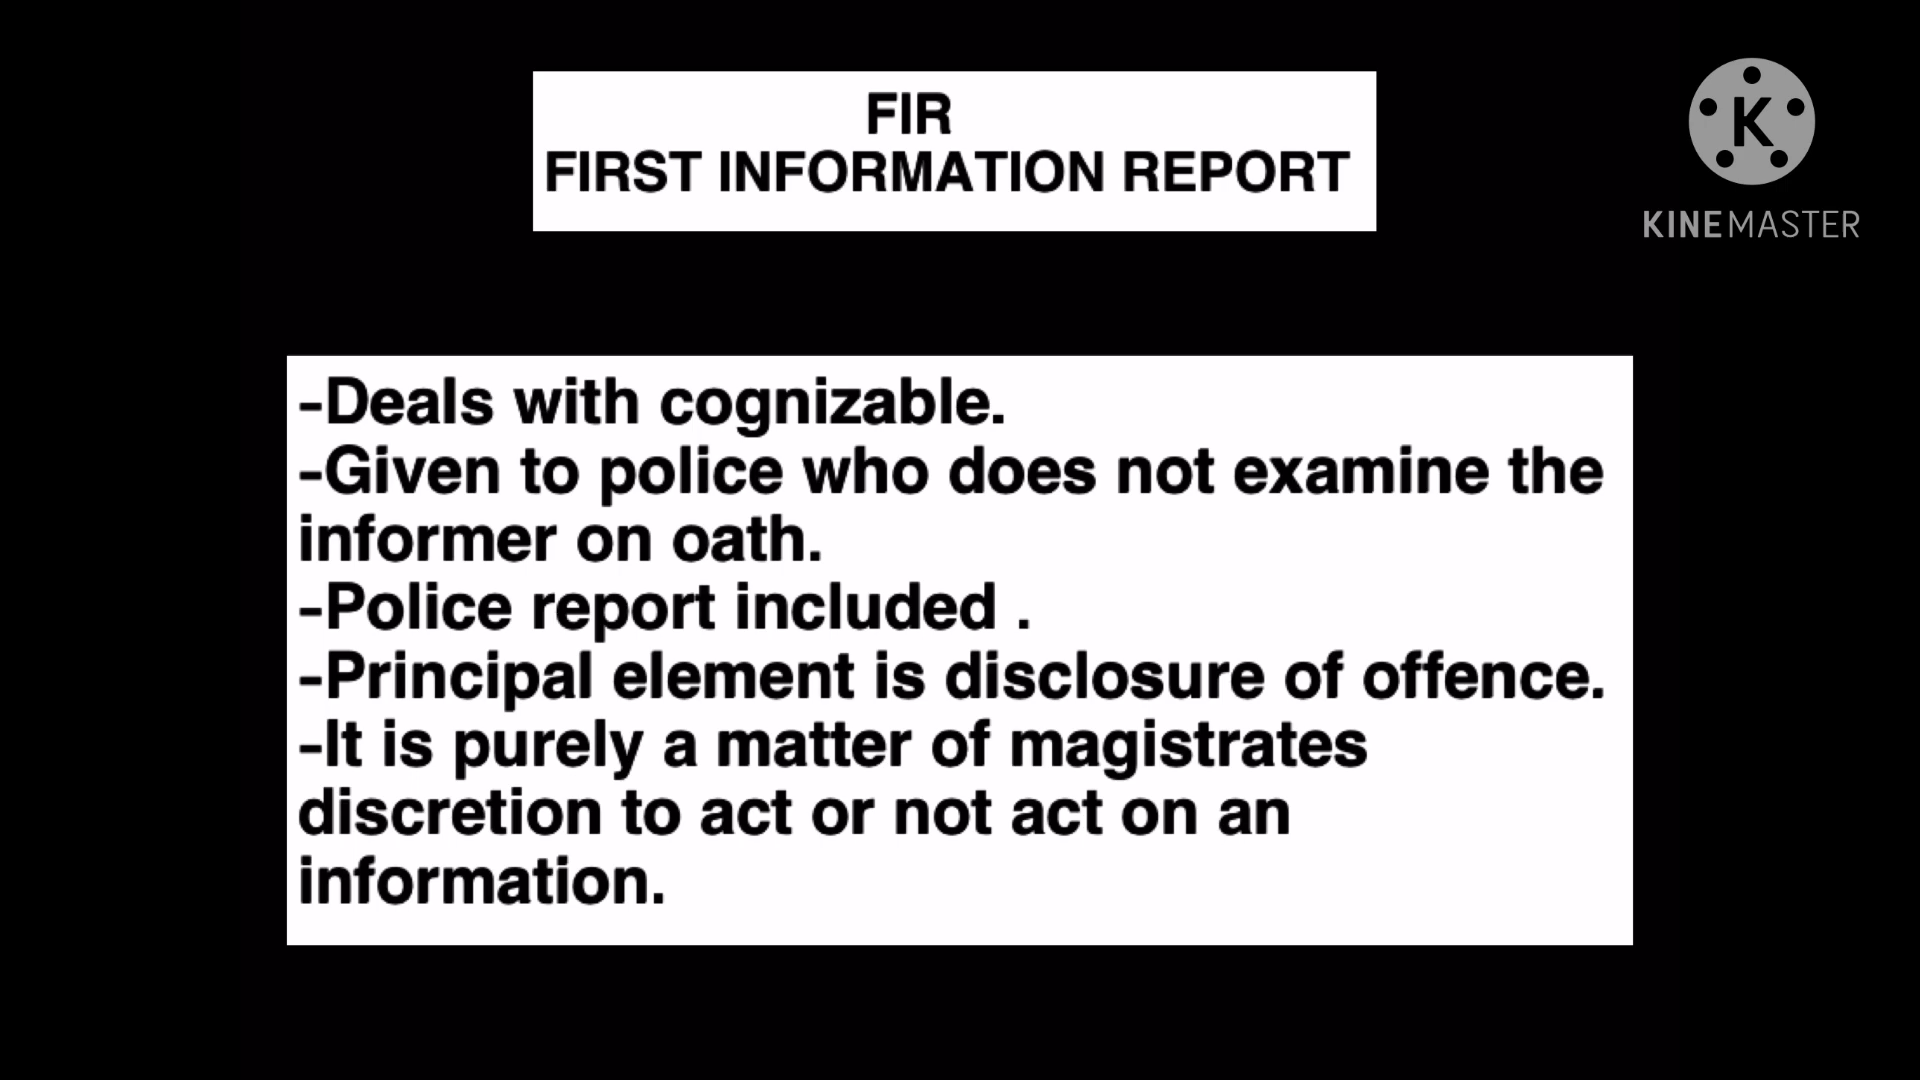 FIR
FIRST INFORMATION REPORT
K
KINEMASTER
-Deals with cognizable.
-Given to police who does not examine the
informer on oath.
-Police report included .
-Principal element is disclosure of offence.
-It is purely a matter of magistrates
discretion to act or not act on an
information.